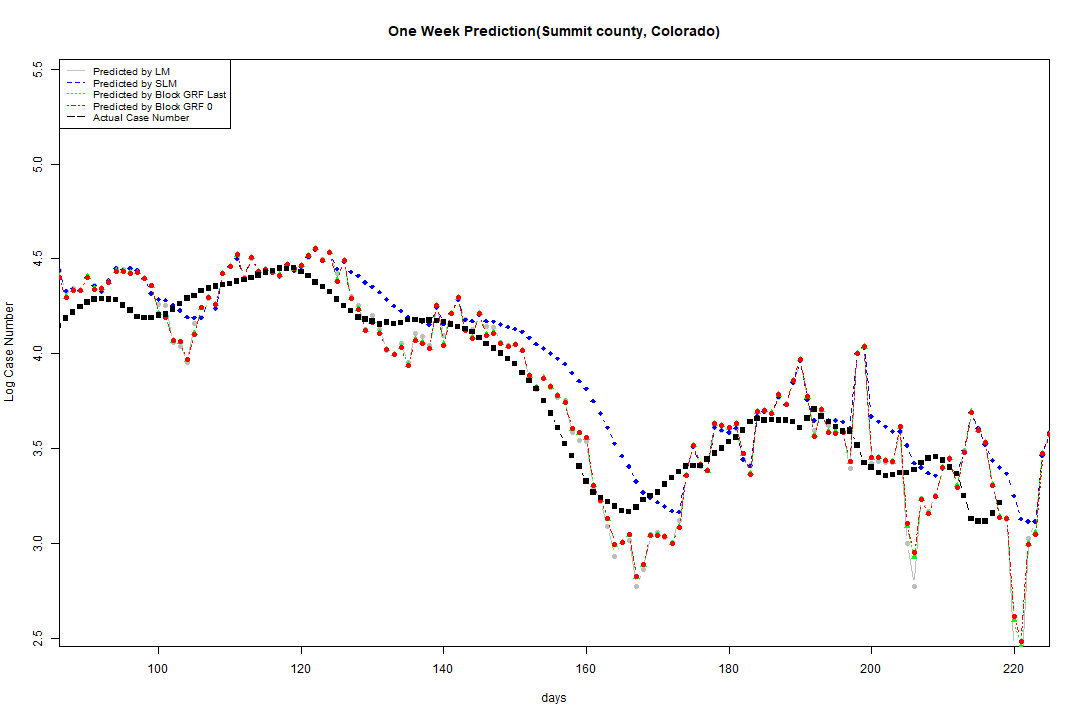 One Week Prediction(Summit county, Colorado)
Predicted by LM
Predicted by SLM
Predicted by Block GRF Last
Predicted by Block GRF 0
Actual Case Number
5.5
5.0
4.5
4.0
3.5
3.0
2.5
Log Case Number
100 120 140 160 180 200 220
days